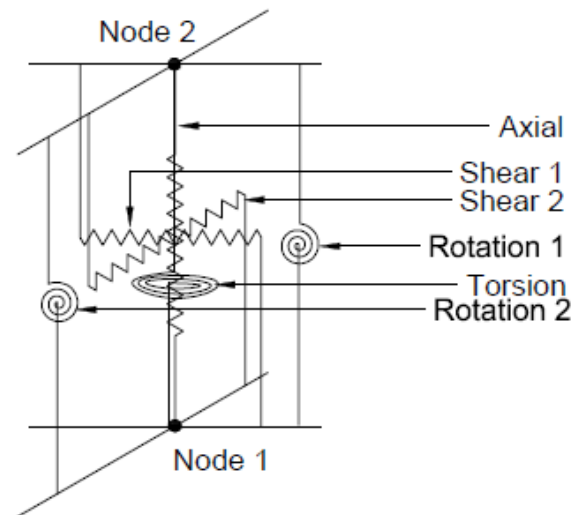 Node 2
Axial
Shear 1
Shear 2
Rotation 1
Torsion
Rotation 2
Node 1